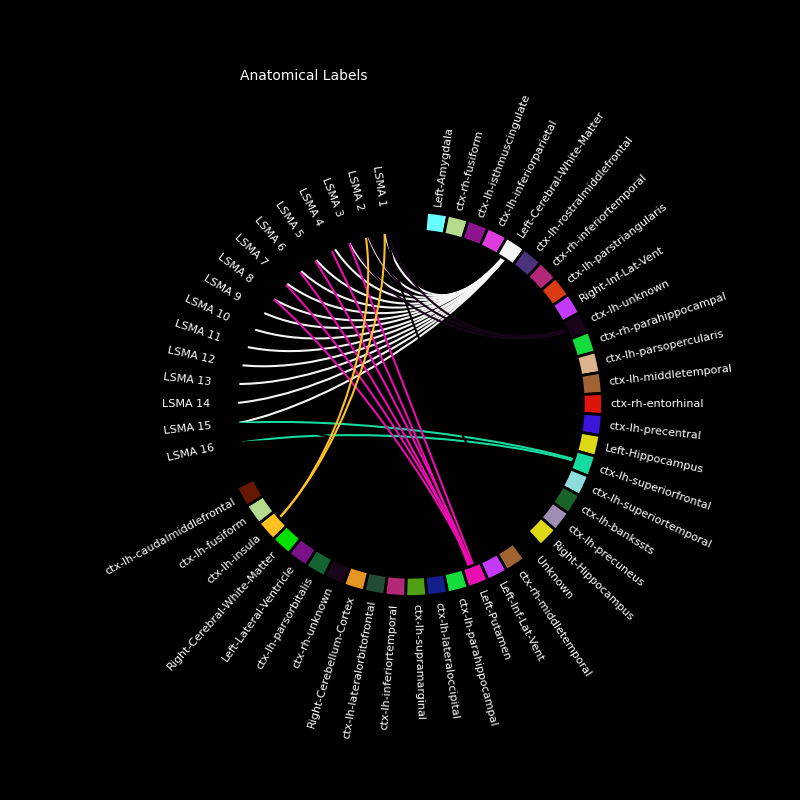 Anatomical Labels
LSMA 1
LSMA 2
LSMA 3
LSMA 4
LSMA 5
LSMA 6
LSMA 7
LSMA 8
LSMA 9
LSMA 10
LSMA 11
LSMA 12
LSMA 13
LSMA 14
LSMA 15
LSMA 16
Left-Amygdala
ctx-rh-fusiform
ctx-lh-isthmuscingulate
ctx-lh-inferiorparietal
Left-Cerebral-White-Matter
ctx-lh-rostralmiddlefrontal
ctx-rh-inferiortemporal
ctx-lh-parstriangularis
Right-Inf-Lat-Vent
ctx-lh-unknown
ctx-rh-parahippocampal
ctx-lh-parsopercularis
ctx-lh-middletemporal
ctx-rh-entorhinal
ctx-lh-precentral
Left-Hippocampus
ctx-lh-superiorfrontal
ctx-lh-superiortemporal
ctx-lh-bankssts
ctx-lh-precuneus
Right-Hippocampus
Unknown
ctx-rh-middletemporal
Left-Inf-Lat-Vent
Left-Putamen
ctx-lh-parahippocampal
ctx-lh-lateraloccipital
ctx-lh-supramarginal
ctx-lh-inferiortemporal
ctx-lh-lateralorbitofrontal
Right-Cerebellum-Cortex
ctx-rh-unknown
ctx-lh-parsorbitalis
Left-Lateral-Ventricle
Right-Cerebral-White-Matter
ctx-lh-insula
ctx-lh-fusiform
ctx-lh-caudalmiddlefrontal